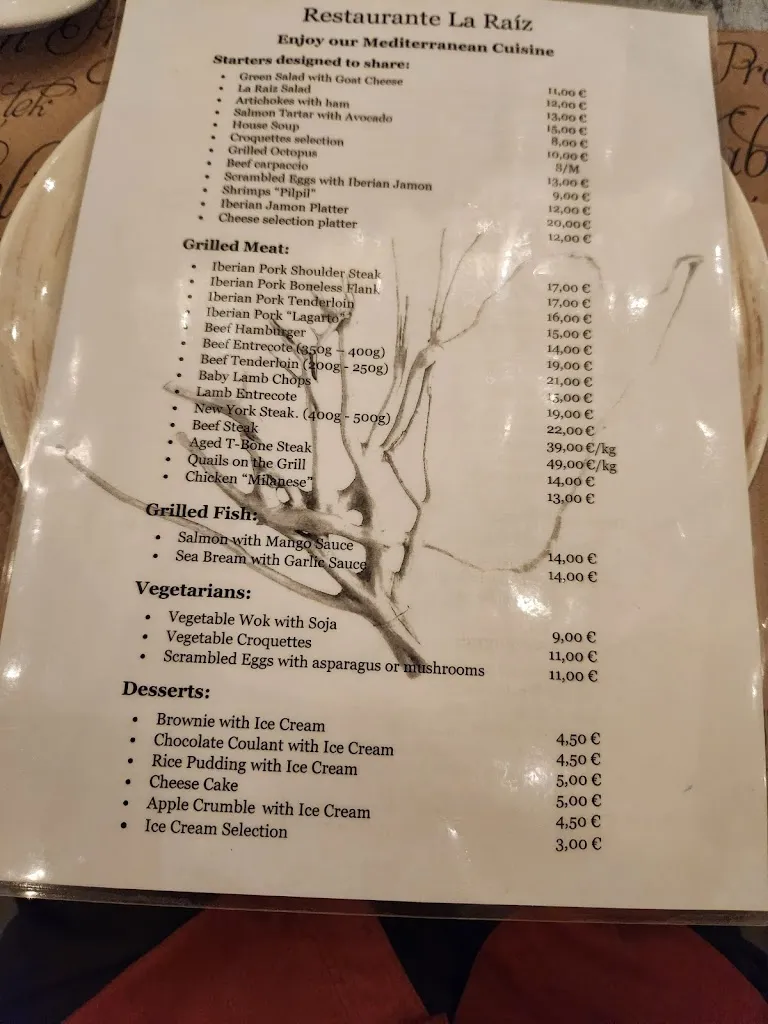 Restaurante La Raíz
Enjoy our Mediterranean Cuisine
Starters designed to share:
• Green Salad with Goat Cheese 11,00 €
• La Raiz Salad 12,00 €
• Artichokes with ham 13,00 €
• Salmon Tartar with Avocado 15,00 €
• House Soup 8,00 €
• Croquettes selection 10,00 €
• Grilled Octopus S/M
• Beef carpaccio 13,00 €
• Scrambled Eggs with Iberian Jamon 9,00 €
• Shrimps "Pilpil" 12,00 €
• Iberian Jamon Platter 20,00 €
• Cheese selection platter 12,00 €
Grilled Meat:
• Iberian Pork Shoulder Steak 17,00 €
• Iberian Pork Boneless Flank 17,00 €
• Iberian Pork Tenderloin 16,00 €
• Iberian Pork "Lagarto" 15,00 €
• Beef Hamburger 14,00 €
• Beef Entrecote (350g – 400g) 19,00 €
• Beef Tenderloin (200g - 250g) 21,00 €
• Baby Lamb Chops 15,00 €
• Lamb Entrecote 19,00 €
• New York Steak. (400g - 500g) 22,00 €
• Beef Steak 39,00 €/kg
• Aged T-Bone Steak 49,00 €/kg
• Quails on the Grill 14,00 €
• Chicken "Milanese" 13,00 €
Grilled Fish:
• Salmon with Mango Sauce 14,00 €
• Sea Bream with Garlic Sauce 14,00 €
Vegetarians:
• Vegetable Wok with Soja 9,00 €
• Vegetable Croquettes 11,00 €
• Scrambled Eggs with asparagus or mushrooms 11,00 €
Desserts:
• Brownie with Ice Cream 4,50 €
• Chocolate Coulant with Ice Cream 4,50 €
• Rice Pudding with Ice Cream 5,00 €
• Cheese Cake 5,00 €
• Apple Crumble with Ice Cream 4,50 €
• Ice Cream Selection 3,00 €